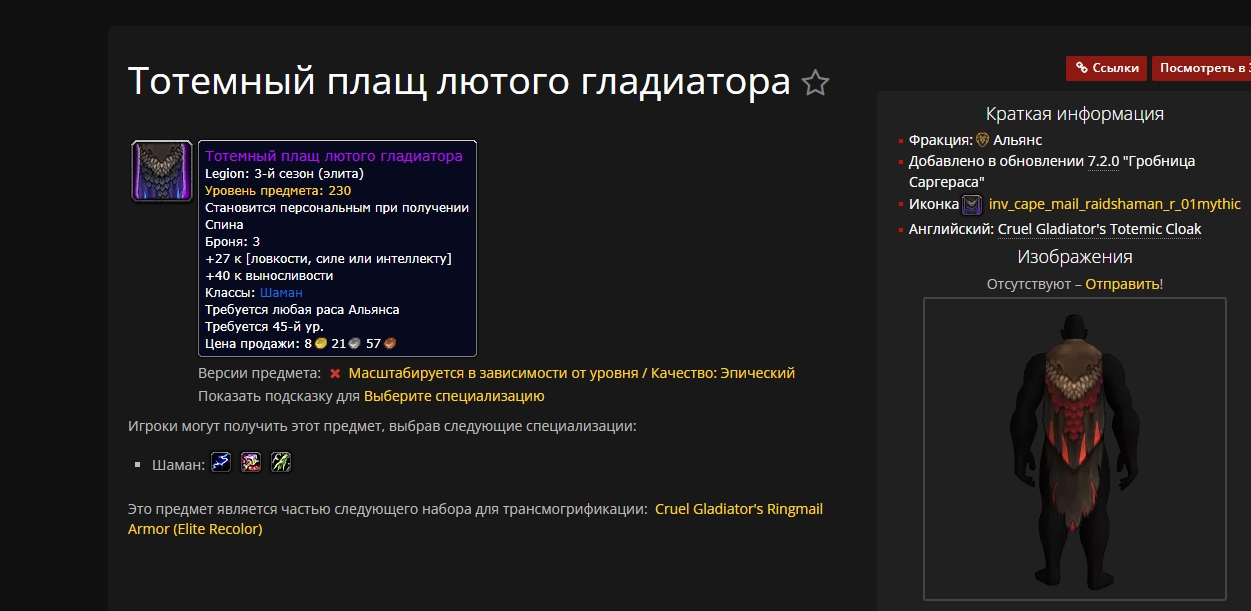 Тотемный плащ лютого гладиатора
Тотемный плащ лютого гладиатора
Legion: 3-й сезон (элита)
Уровень предмета: 230
Становится персональным при получении
Спина
Броня: 3
+27 к [ловкости, силе или интеллекту]
+40 к выносливости
Классы: Шаман
Требуется любая раса Альянса
Требуется 45-й ур.
Цена продажи: 8 21 57
Версии предмета: Масштабируется в зависимости от уровня / Качество: Эпический
Показать подсказку для Выберите специализацию
Игроки могут получить этот предмет, выбрав следующие специализации:
Шаман:
Это предмет является частью следующего набора для трансмогрификации: Cruel Gladiator's Ringmail
Armor (Elite Recolor)
Ссылки
Посмотреть в
Краткая информация
Фракция: Альянс
Добавлено в обновлении 7.2.0 "Гробница
Саргераса"
Иконка inv_cape_mail_raidshaman_r_01mythic
Английский: Cruel Gladiator's Totemic Cloak
Изображения
Отсутствуют – Отправить!